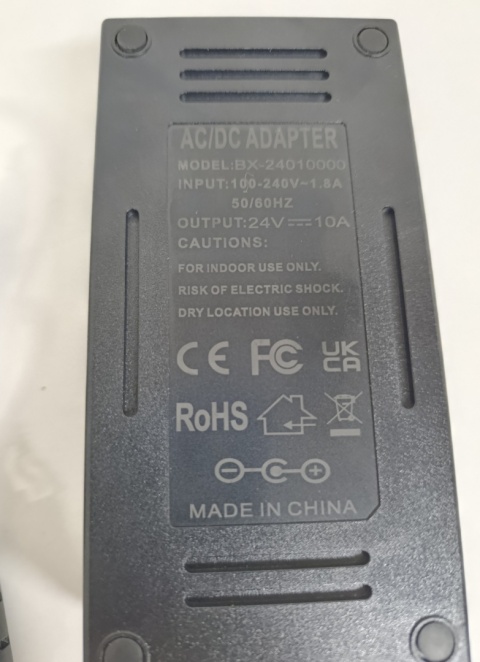 AC/DC ADAPTER
MODEL:BX-24010000
INPUT:100-240V~1.8A
50/60HZ
OUTPUT:24V⎓10A
CAUTIONS:
FOR INDOOR USE ONLY.
RISK OF ELECTRIC SHOCK.
DRY LOCATION USE ONLY.
CE FC UK
CA
RoHS
MADE IN CHINA